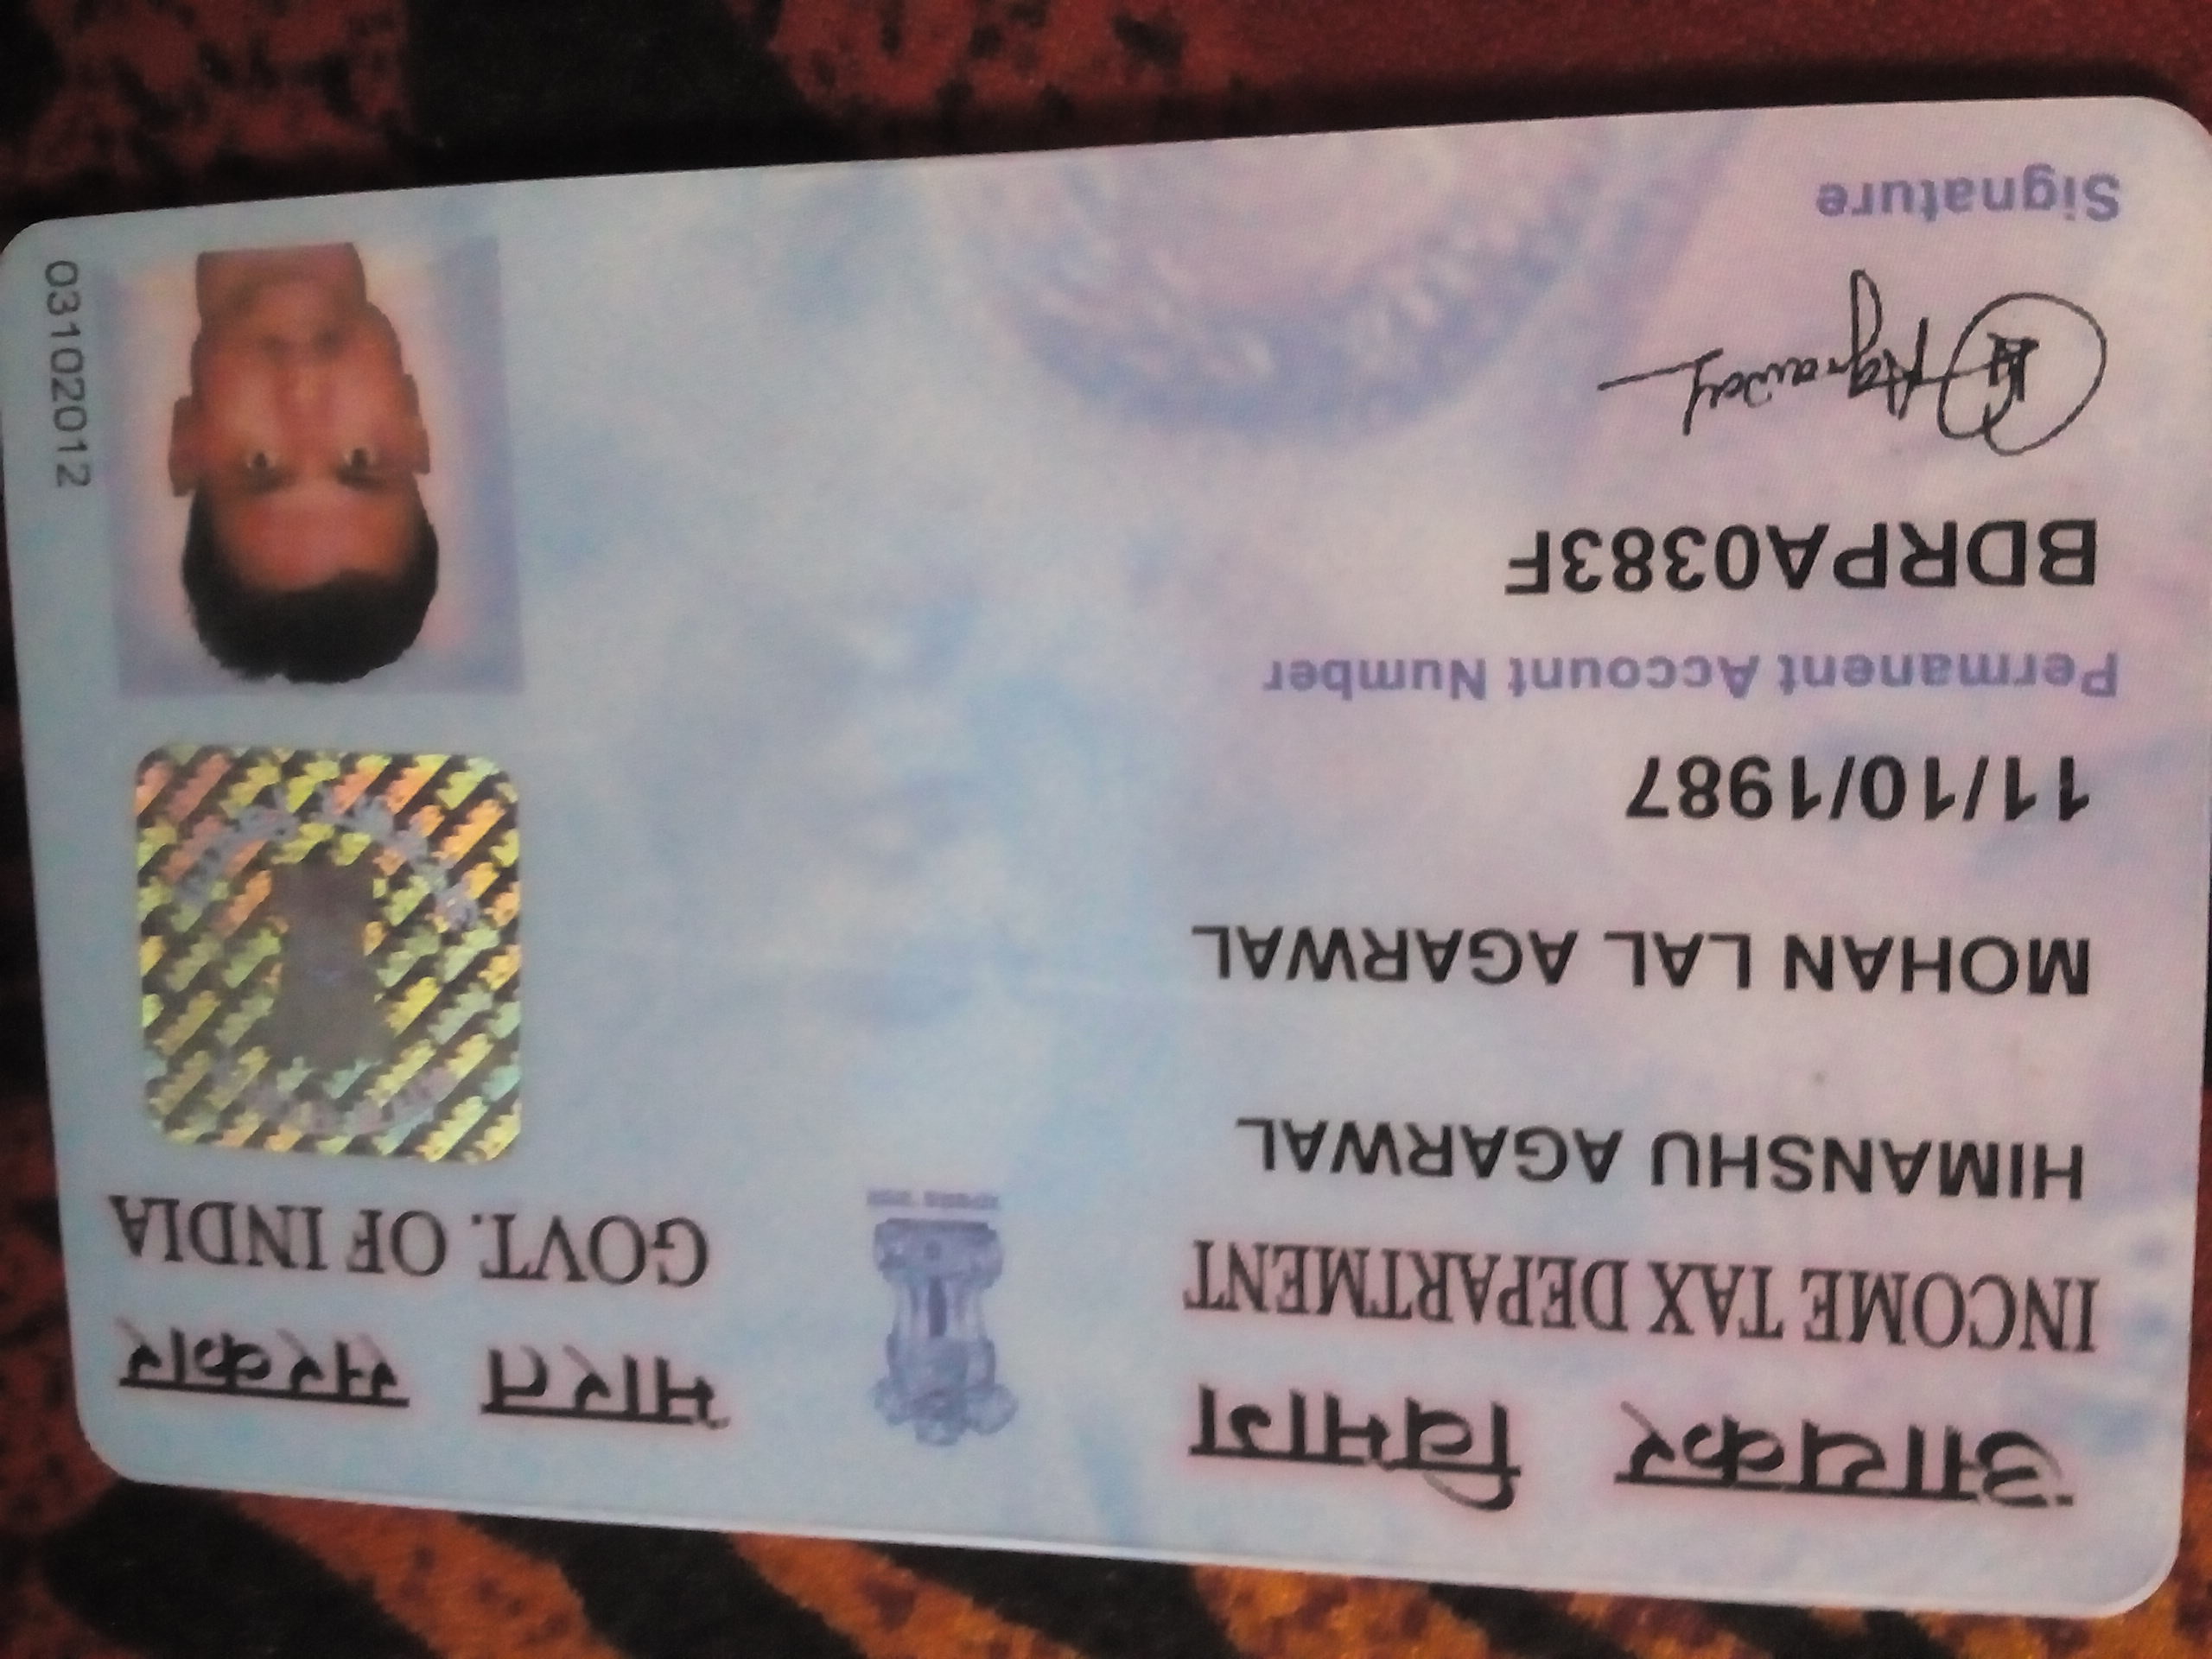 आयकर विभाग
INCOME TAX DEPARTMENT
भारत सरकार
GOVT. OF INDIA
HIMANSHU AGARWAL
MOHAN LAL AGARWAL
11/10/1987
Permanent Account Number
BDRPA0383F
Agrawal
Signature
03102012